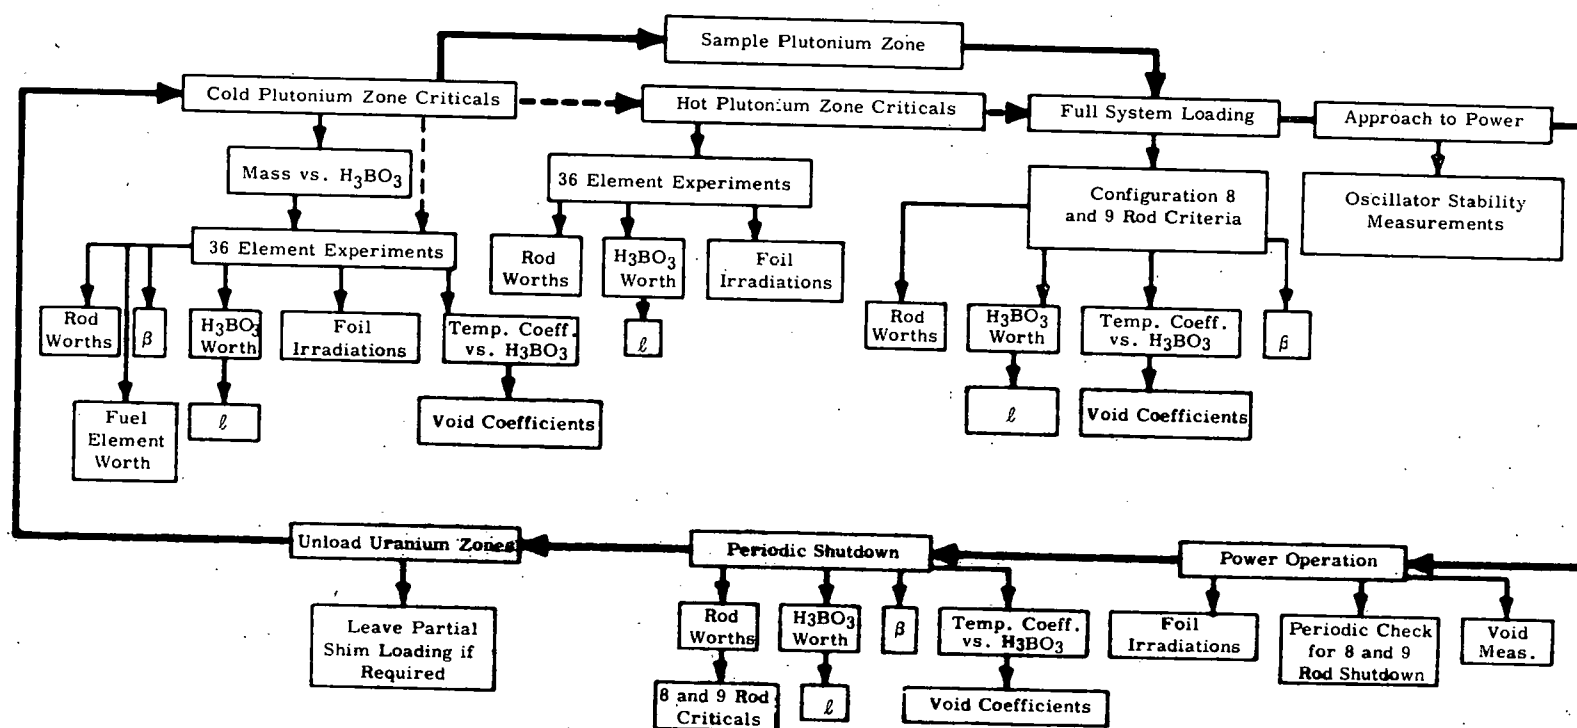 Sample Plutonium Zone
Cold Plutonium Zone Criticals
Hot Plutonium Zone Criticals
Full System Loading
Approach to Power
Mass vs. H3BO3
36 Element Experiments
Configuration 8
and 9 Rod Criteria
Oscillator Stability
Measurements
36 Element Experiments
Rod
Worths
H3BO3
Worth
Foil
Irradiations
Rod
Worths
β
H3BO3
Worth
Foil
Irradiations
Temp. Coeff.
vs. H3BO3
ℓ
Rod
Worths
H3BO3
Worth
Temp. Coeff.
vs. H3BO3
β
Fuel
Element
Worth
ℓ
Void Coefficients
ℓ
Void Coefficients
Unload Uranium Zones
Periodic Shutdown
Power Operation
Leave Partial
Shim Loading if
Required
Rod
Worths
H3BO3
Worth
β
Temp. Coeff.
vs. H3BO3
Foil
Irradiations
Periodic Check
for 8 and 9
Rod Shutdown
Void
Meas.
8 and 9 Rod
Criticals
ℓ
Void Coefficients